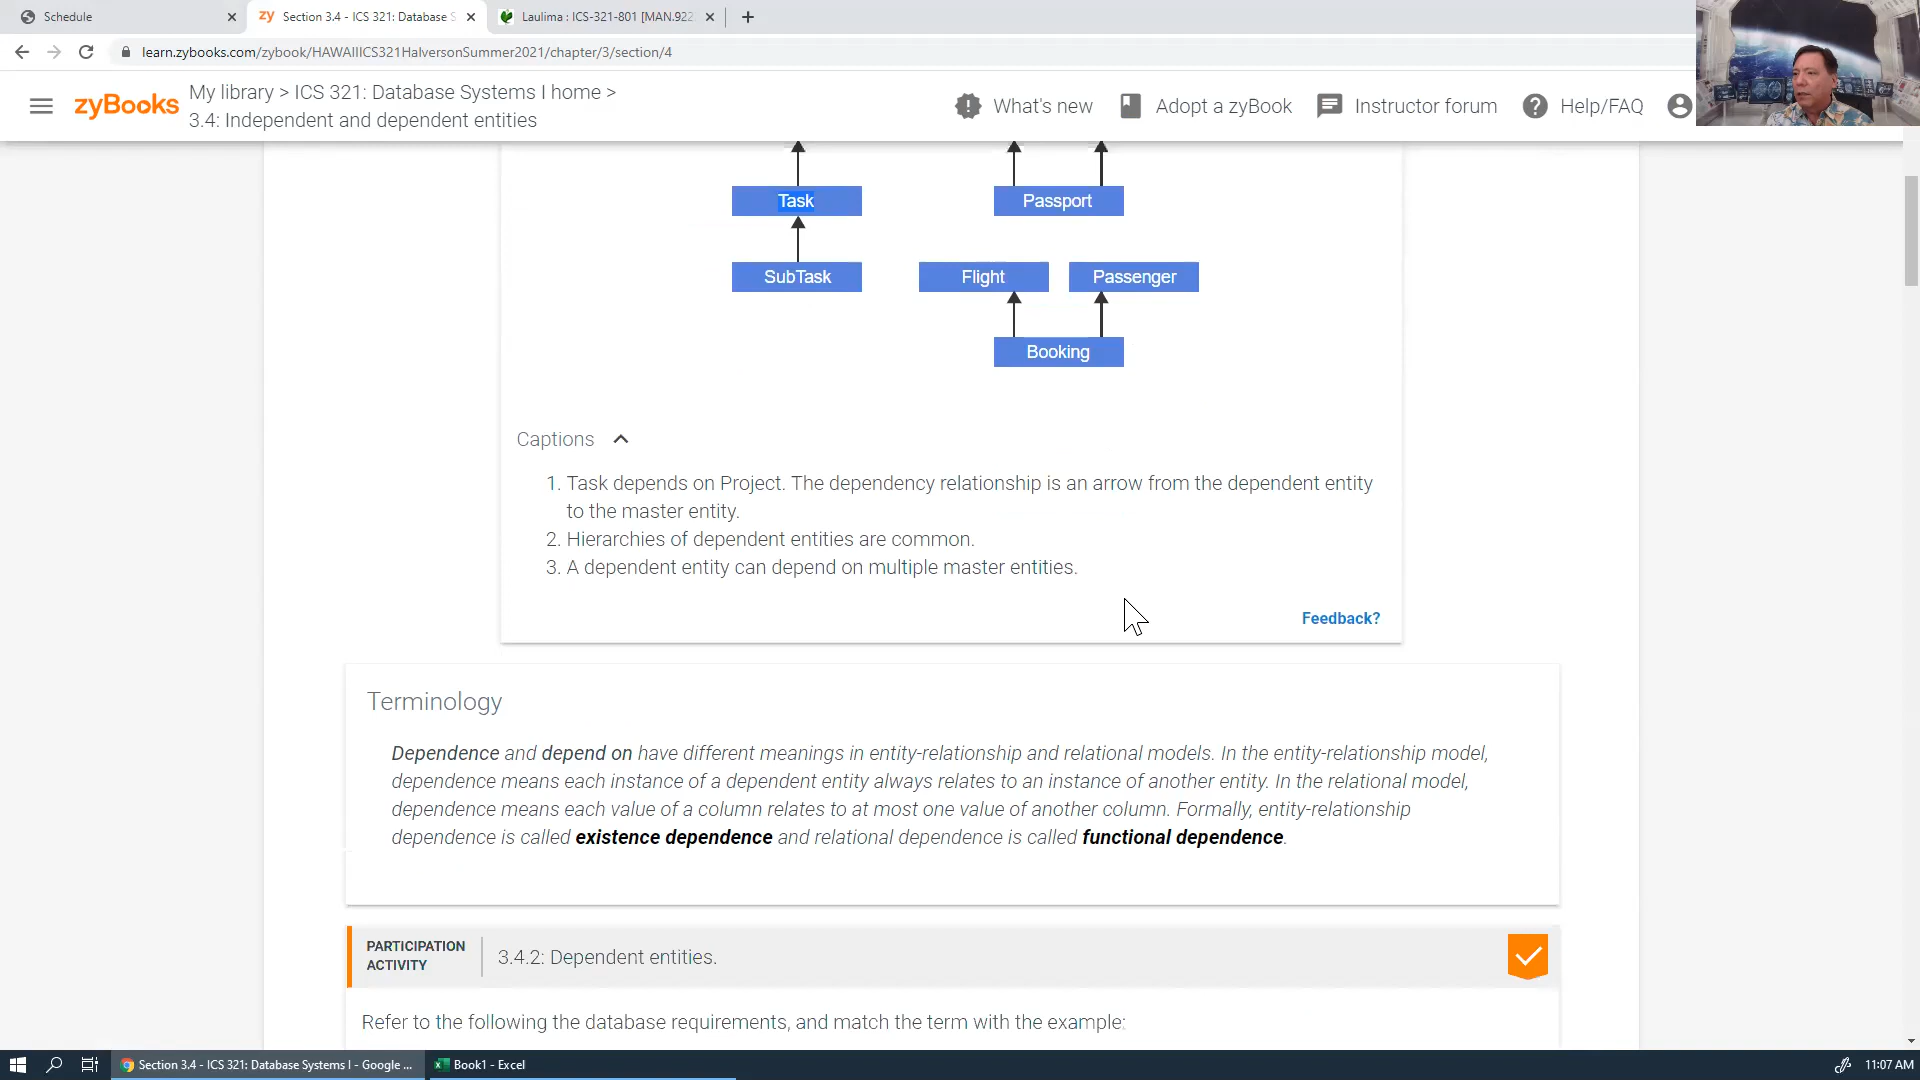 Schedule
zy Section 3.4 - ICS 321: Database S
Laulima : ICS-321-801 [MAN.922
learn.zybooks.com/zybook/HAWAIIICS321HalversonSummer2021/chapter/3/section/4
zyBooks
My library > ICS 321: Database Systems I home >
3.4: Independent and dependent entities
What's new
Adopt a zyBook
Instructor forum
Help/FAQ
Task
Passport
SubTask
Flight
Passenger
Booking
Captions
1. Task depends on Project. The dependency relationship is an arrow from the dependent entity
to the master entity.
2. Hierarchies of dependent entities are common.
3. A dependent entity can depend on multiple master entities.
Feedback?
Terminology
Dependence and depend on have different meanings in entity-relationship and relational models. In the entity-relationship model,
dependence means each instance of a dependent entity always relates to an instance of another entity. In the relational model,
dependence means each value of a column relates to at most one value of another column. Formally, entity-relationship
dependence is called existence dependence and relational dependence is called functional dependence.
PARTICIPATION
ACTIVITY
3.4.2: Dependent entities.
Refer to the following the database requirements, and match the term with the example:
Section 3.4 - ICS 321: Database Systems I - Google ...
Book1 - Excel
11:07 AM